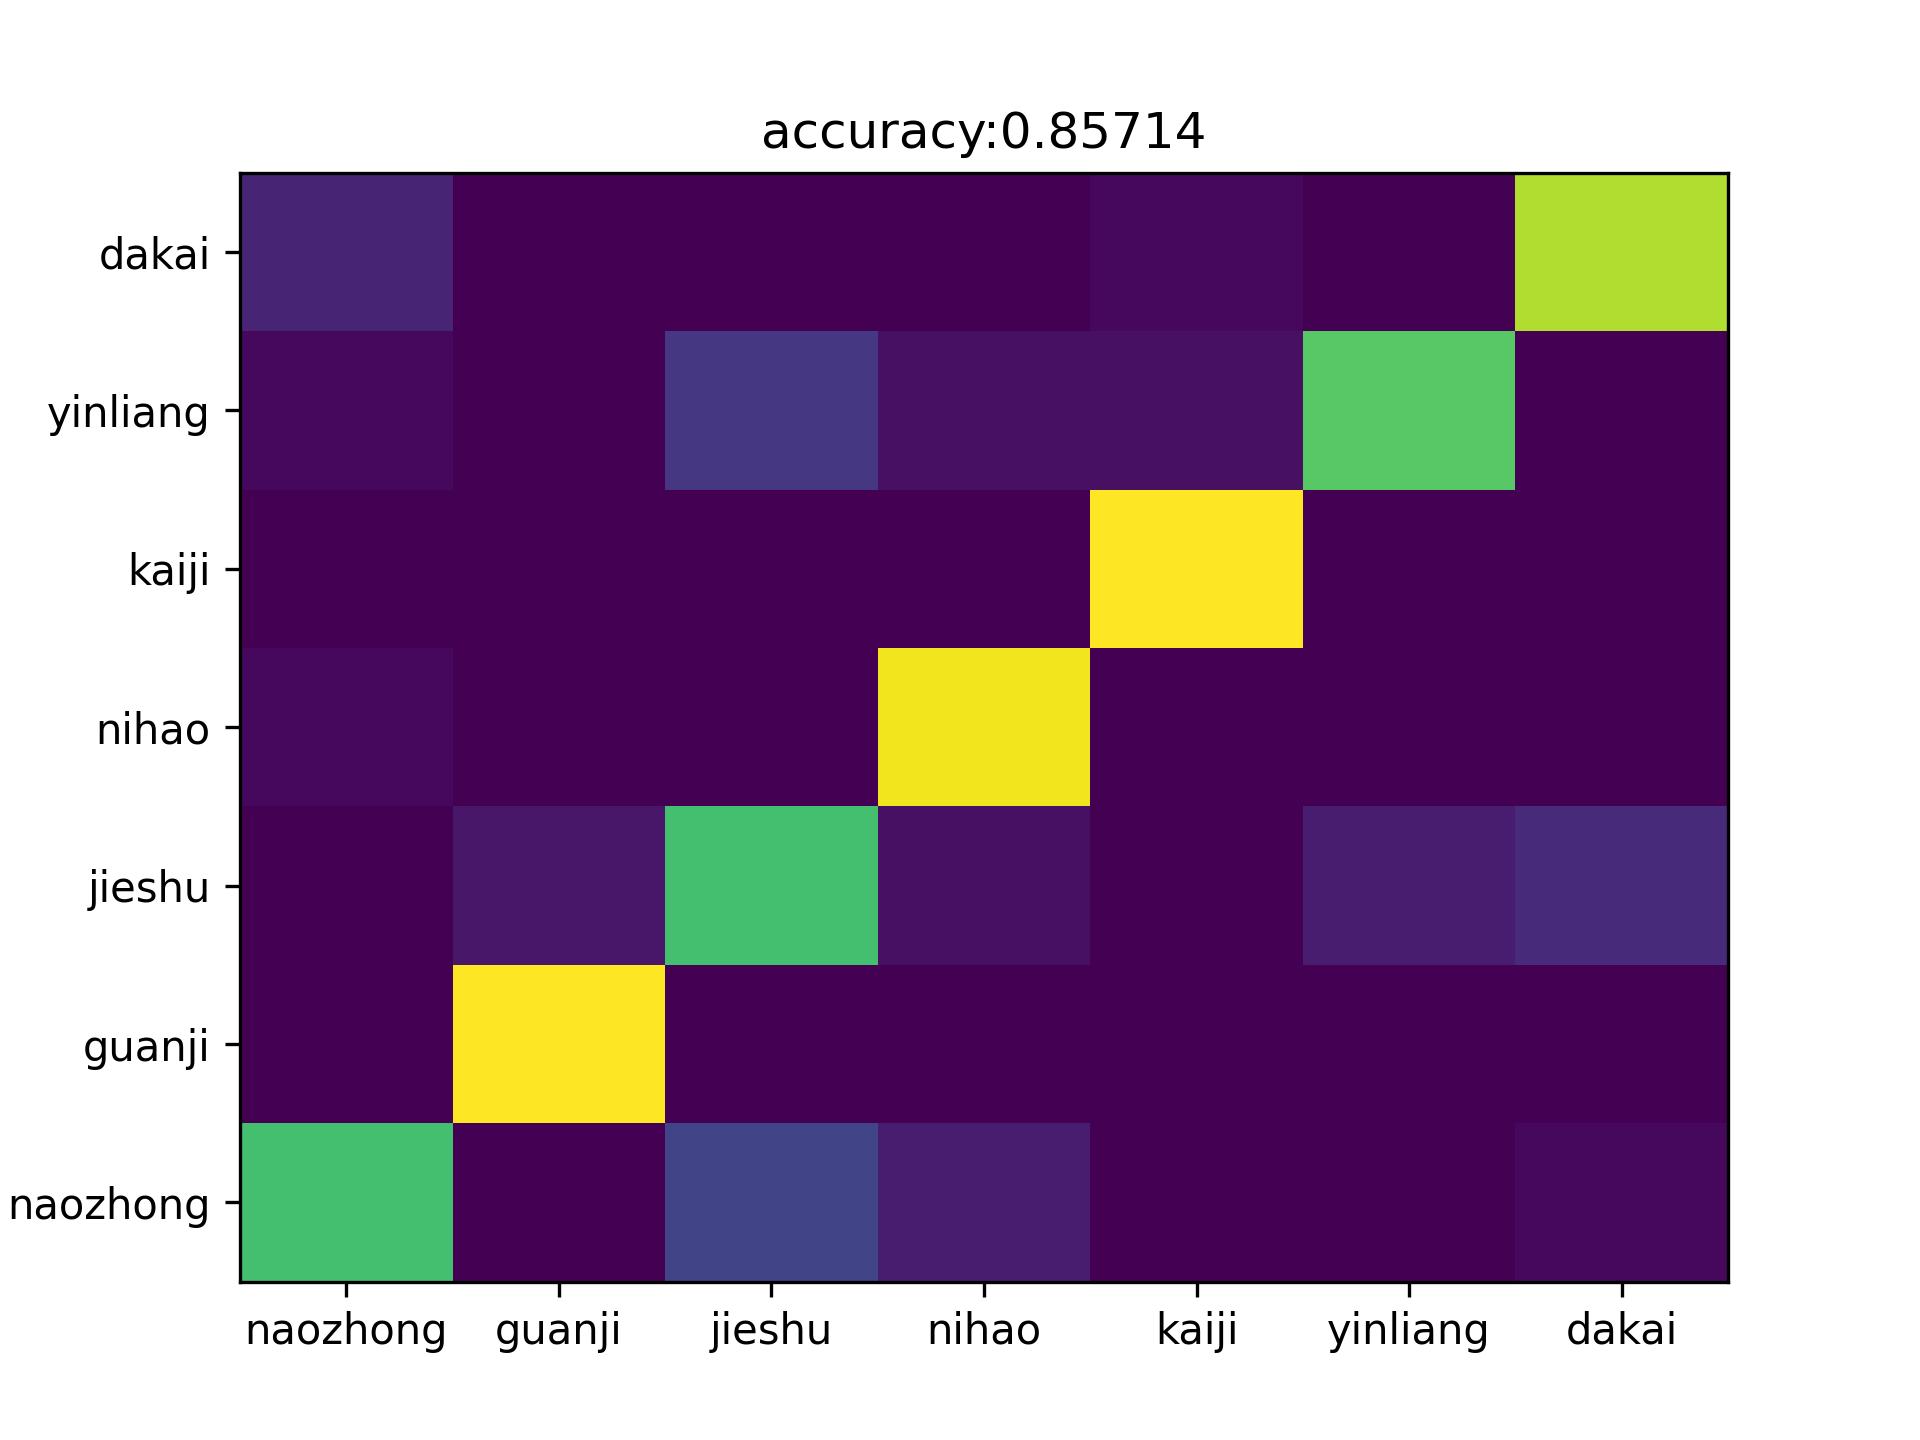 accuracy:0.85714
dakai
yinliang
kaiji
nihao
jieshu
guanji
naozhong
naozhong guanji jieshu nihao kaiji yinliang dakai